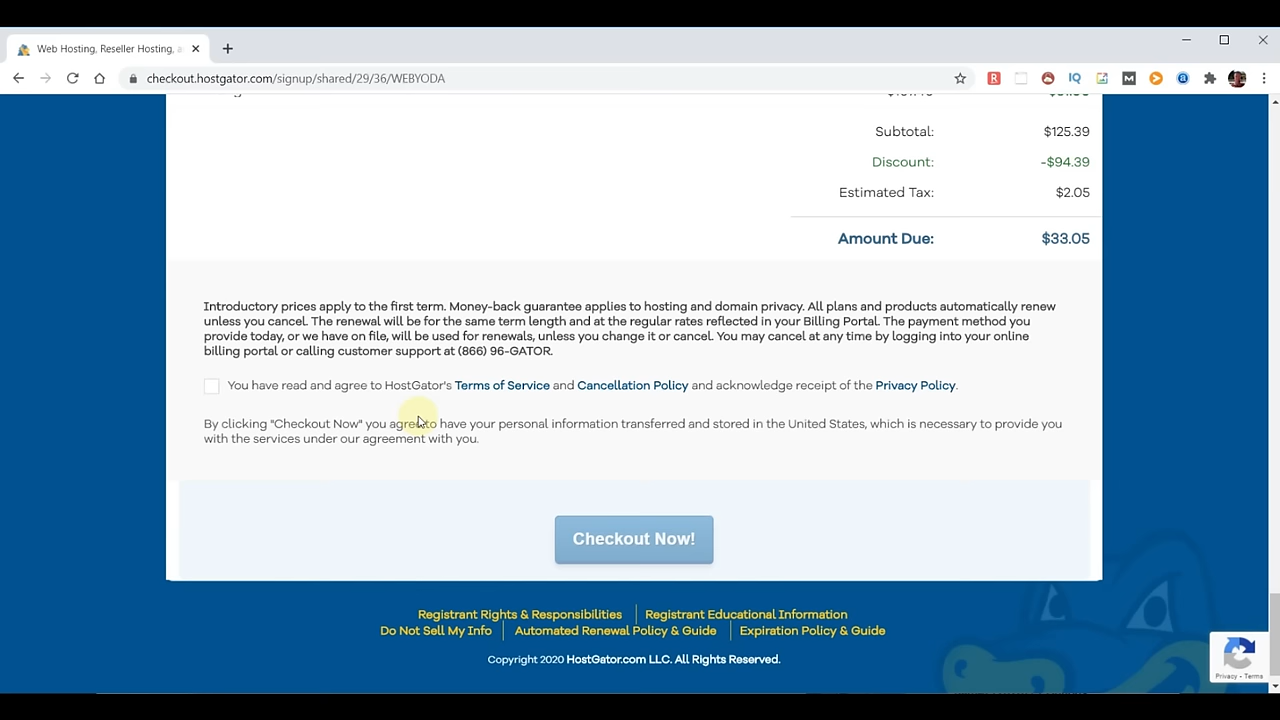 Web Hosting, Reseller Hosting, a
checkout.hostgator.com/signup/shared/29/36/WEBYODA
Subtotal: $125.39
Discount: -$94.39
Estimated Tax: $2.05
Amount Due: $33.05
Introductory prices apply to the first term. Money-back guarantee applies to hosting and domain privacy. All plans and products automatically renew
unless you cancel. The renewal will be for the same term length and at the regular rates reflected in your Billing Portal. The payment method you
provide today, or we have on file, will be used for renewals, unless you change it or cancel. You may cancel at any time by logging into your online
billing portal or calling customer support at (866) 96-GATOR.
You have read and agree to HostGator's Terms of Service and Cancellation Policy and acknowledge receipt of the Privacy Policy.
By clicking "Checkout Now" you agree to have your personal information transferred and stored in the United States, which is necessary to provide you
with the services under our agreement with you.
Checkout Now!
Registrant Rights & Responsibilities Registrant Educational Information
Do Not Sell My Info Automated Renewal Policy & Guide Expiration Policy & Guide
Copyright 2020 HostGator.com LLC. All Rights Reserved.
Privacy - Terms